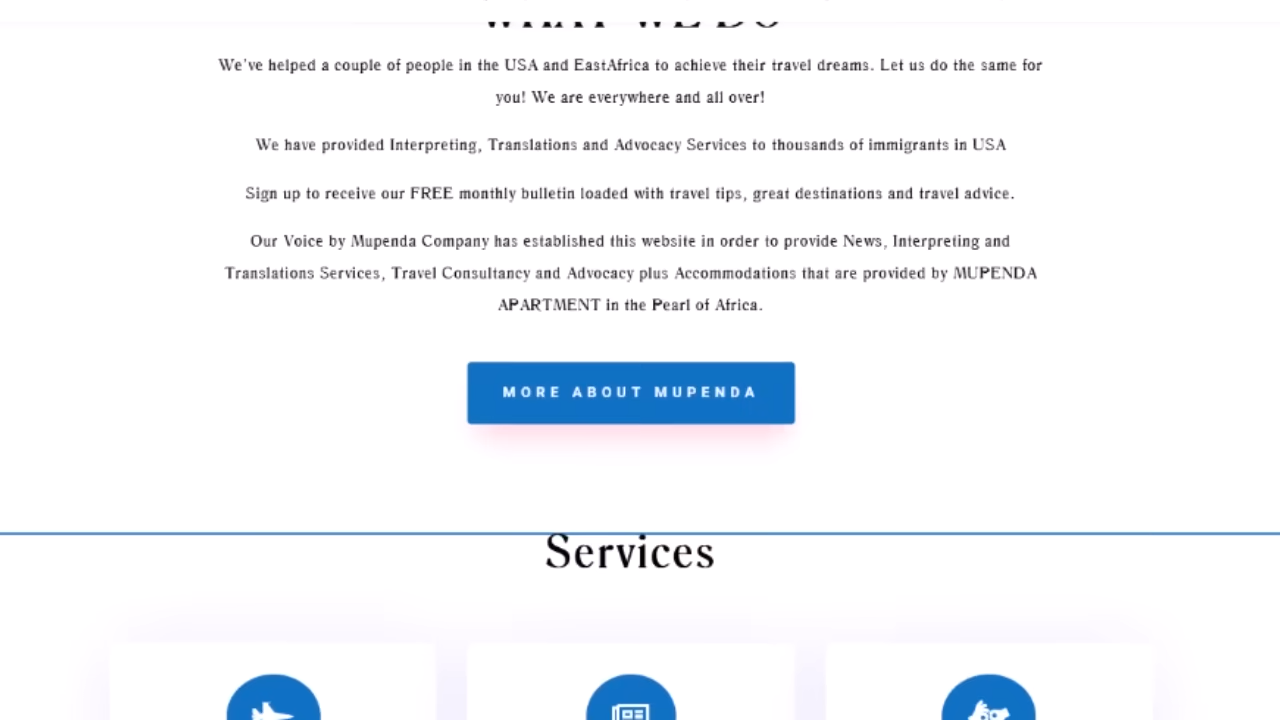 WHAT WE DO
We've helped a couple of people in the USA and EastAfrica to achieve their travel dreams. Let us do the same for
you! We are everywhere and all over!
We have provided Interpreting, Translations and Advocacy Services to thousands of immigrants in USA
Sign up to receive our FREE monthly bulletin loaded with travel tips, great destinations and travel advice.
Our Voice by Mupenda Company has established this website in order to provide News, Interpreting and
Translations Services, Travel Consultancy and Advocacy plus Accommodations that are provided by MUPENDA
APARTMENT in the Pearl of Africa.
MORE ABOUT MUPENDA
Services